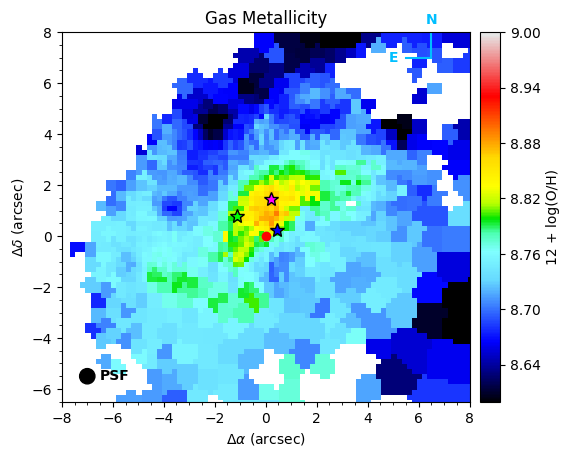 Gas Metallicity
N
E
8
6
4
2
0
−2
−4
−6
Δδ (arcsec)
PSF
−8 −6 −4 −2 0 2 4 6 8
Δα (arcsec)
9.00
8.94
8.88
8.82
8.76
8.70
8.64
12 + log(O/H)